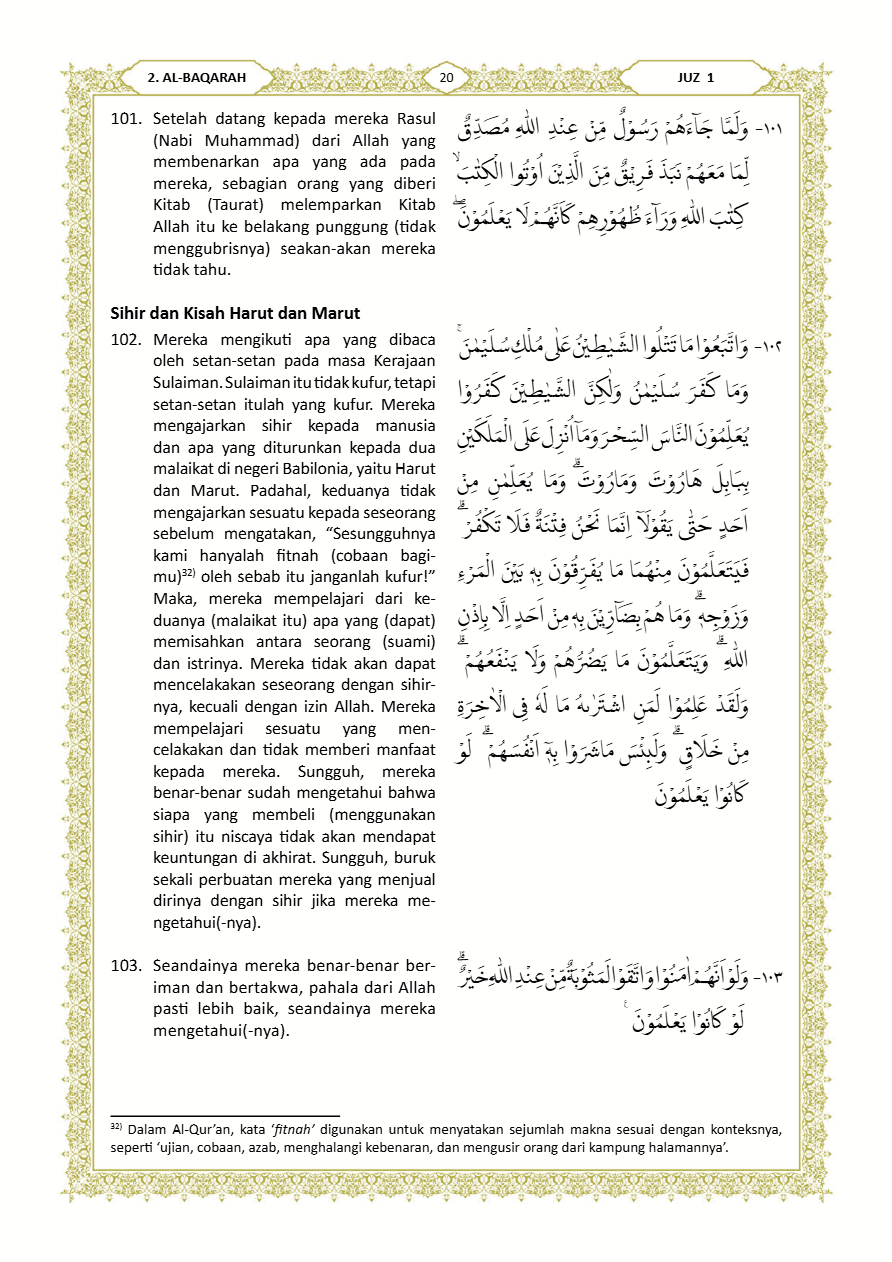 2. AL-BAQARAH
20
JUZ 1
101. Setelah datang kepada mereka Rasul
(Nabi Muhammad) dari Allah yang
membenarkan apa yang ada pada
mereka, sebagian orang yang diberi
Kitab (Taurat) melemparkan Kitab
Allah itu ke belakang punggung (tidak
menggubrisnya) seakan-akan mereka
tidak tahu.
١٠١- وَلَمَّا جَاۤءَهُمْ رَسُوْلٌ مِّنْ عِنْدِ اللّٰهِ مُصَدِّقٌ
لِّمَا مَعَهُمْ نَبَذَ فَرِيْقٌ مِّنَ الَّذِيْنَ اُوْتُوا الْكِتٰبَۙ
كِتٰبَ اللّٰهِ وَرَاۤءَ ظُهُوْرِهِمْ كَاَنَّهُمْ لَا يَعْلَمُوْنَۖ
Sihir dan Kisah Harut dan Marut
102. Mereka mengikuti apa yang dibaca
oleh setan-setan pada masa Kerajaan
Sulaiman. Sulaiman itu tidak kufur, tetapi
setan-setan itulah yang kufur. Mereka
mengajarkan sihir kepada manusia
dan apa yang diturunkan kepada dua
malaikat di negeri Babilonia, yaitu Harut
dan Marut. Padahal, keduanya tidak
mengajarkan sesuatu kepada seseorang
sebelum mengatakan, “Sesungguhnya
kami hanyalah fitnah (cobaan bagi-
mu)³²⁾ oleh sebab itu janganlah kufur!”
Maka, mereka mempelajari dari ke-
duanya (malaikat itu) apa yang (dapat)
memisahkan antara seorang (suami)
dan istrinya. Mereka tidak akan dapat
mencelakakan seseorang dengan sihir-
nya, kecuali dengan izin Allah. Mereka
mempelajari sesuatu yang men-
celakakan dan tidak memberi manfaat
kepada mereka. Sungguh, mereka
benar-benar sudah mengetahui bahwa
siapa yang membeli (menggunakan
sihir) itu niscaya tidak akan mendapat
keuntungan di akhirat. Sungguh, buruk
sekali perbuatan mereka yang menjual
dirinya dengan sihir jika mereka me-
ngetahui(-nya).
١٠٢- وَاتَّبَعُوْا مَا تَتْلُوا الشَّيٰطِيْنُ عَلٰى مُلْكِ سُلَيْمٰنَۚ
وَمَا كَفَرَ سُلَيْمٰنُ وَلٰكِنَّ الشَّيٰطِيْنَ كَفَرُوْا
يُعَلِّمُوْنَ النَّاسَ السِّحْرَ وَمَآ اُنْزِلَ عَلَى الْمَلَكَيْنِ
بِبَابِلَ هَارُوْتَ وَمَارُوْتَۗ وَمَا يُعَلِّمٰنِ مِنْ
اَحَدٍ حَتّٰى يَقُوْلَآ اِنَّمَا نَحْنُ فِتْنَةٌ فَلَا تَكْفُرْۗ
فَيَتَعَلَّمُوْنَ مِنْهُمَا مَا يُفَرِّقُوْنَ بِهٖ بَيْنَ الْمَرْءِ
وَزَوْجِهٖۗ وَمَا هُمْ بِضَاۤرِّيْنَ بِهٖ مِنْ اَحَدٍ اِلَّا بِاِذْنِ
اللّٰهِۗ وَيَتَعَلَّمُوْنَ مَا يَضُرُّهُمْ وَلَا يَنْفَعُهُمْۗ
وَلَقَدْ عَلِمُوْا لَمَنِ اشْتَرٰىهُ مَا لَهٗ فِى الْاٰخِرَةِ
مِنْ خَلَاقٍۗ وَلَبِئْسَ مَاشَرَوْا بِهٖٓ اَنْفُسَهُمْۗ لَوْ
كَانُوْا يَعْلَمُوْنَ
103. Seandainya mereka benar-benar ber-
iman dan bertakwa, pahala dari Allah
pasti lebih baik, seandainya mereka
mengetahui(-nya).
١٠٣- وَلَوْ اَنَّهُمْ اٰمَنُوْا وَاتَّقَوْا لَمَثُوْبَةٌ مِّنْ عِنْدِ اللّٰهِ خَيْرٌۗ
لَوْ كَانُوْا يَعْلَمُوْنَۚ
³²⁾ Dalam Al-Qur’an, kata ‘fitnah’ digunakan untuk menyatakan sejumlah makna sesuai dengan konteksnya,
seperti ‘ujian, cobaan, azab, menghalangi kebenaran, dan mengusir orang dari kampung halamannya’.